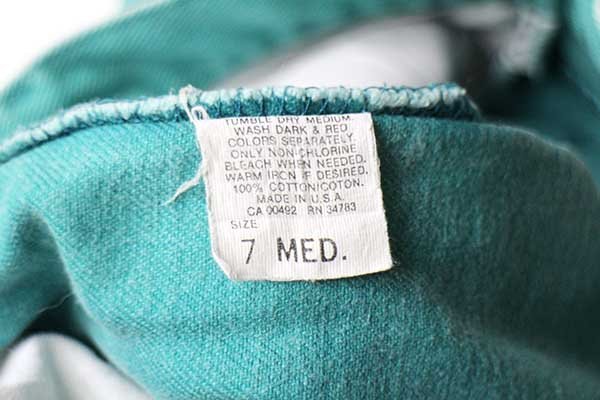 TUMBLE DRY MEDIUM
WASH DARK & RED
COLORS SEPARATELY
ONLY NON-CHLORINE
BLEACH WHEN NEEDED.
WARM IRON IF DESIRED.
100% COTTON/COTON.
MADE IN U.S.A.
CA 00492 RN 34783
SIZE
7 MED.